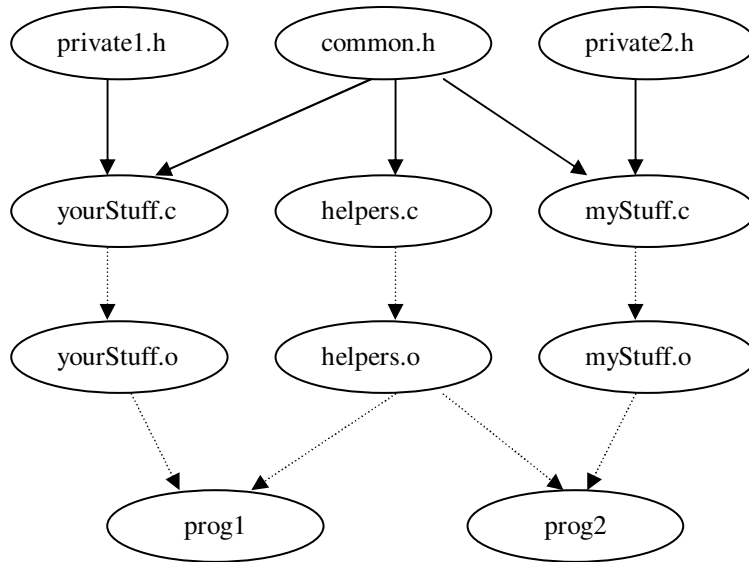 private1.h
common.h
private2.h
yourStuff.c
helpers.c
myStuff.c
yourStuff.o
helpers.o
myStuff.o
prog1
prog2